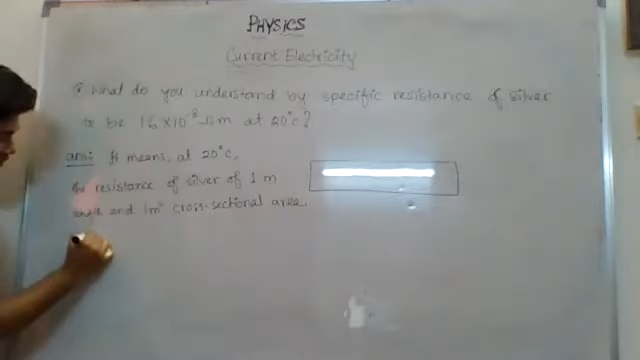 PHYSICS
Current Electricity
Q What do you understand by specific resistance of silver
to be 1.6 X 10⁻⁸ Ωm at 20°C?
ans: It means, at 20°C,
the resistance of silver of 1 m
length and 1m² cross-sectional area,